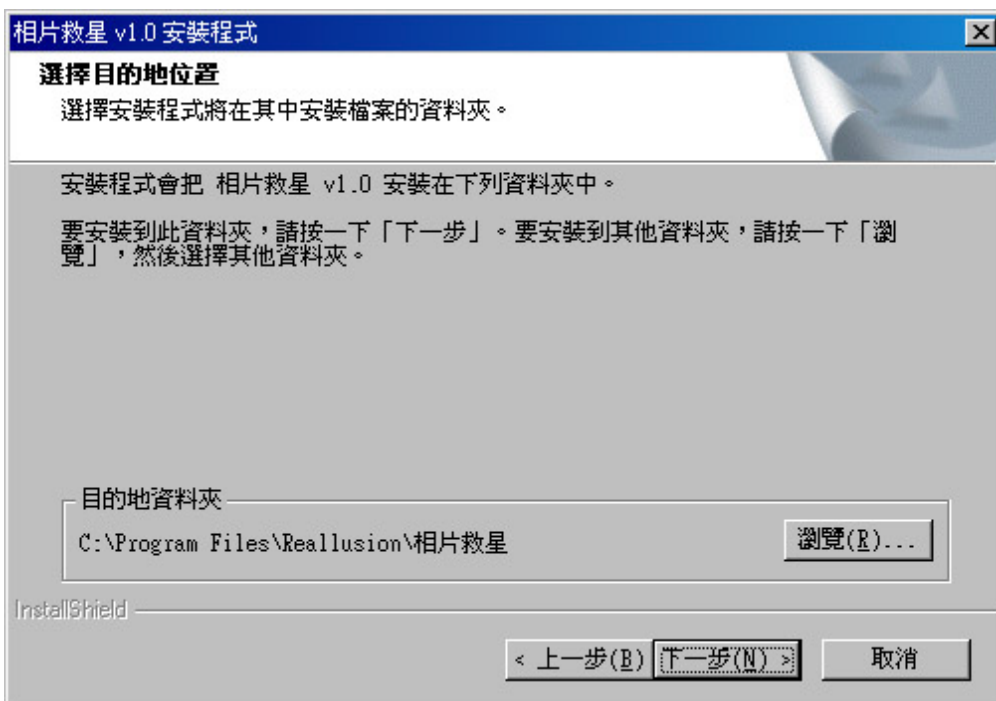 相片救星 v1.0 安裝程式
選擇目的地位置
選擇安裝程式將在其中安裝檔案的資料夾。
安裝程式會把 相片救星 v1.0 安裝在下列資料夾中。
要安裝到此資料夾，請按一下「下一步」。要安裝到其他資料夾，請按一下「瀏
覽」，然後選擇其他資料夾。
目的地資料夾
C:\Program Files\Reallusion\相片救星
瀏覽(R)...
InstallShield
< 上一步(B)
下一步(N) >
取消